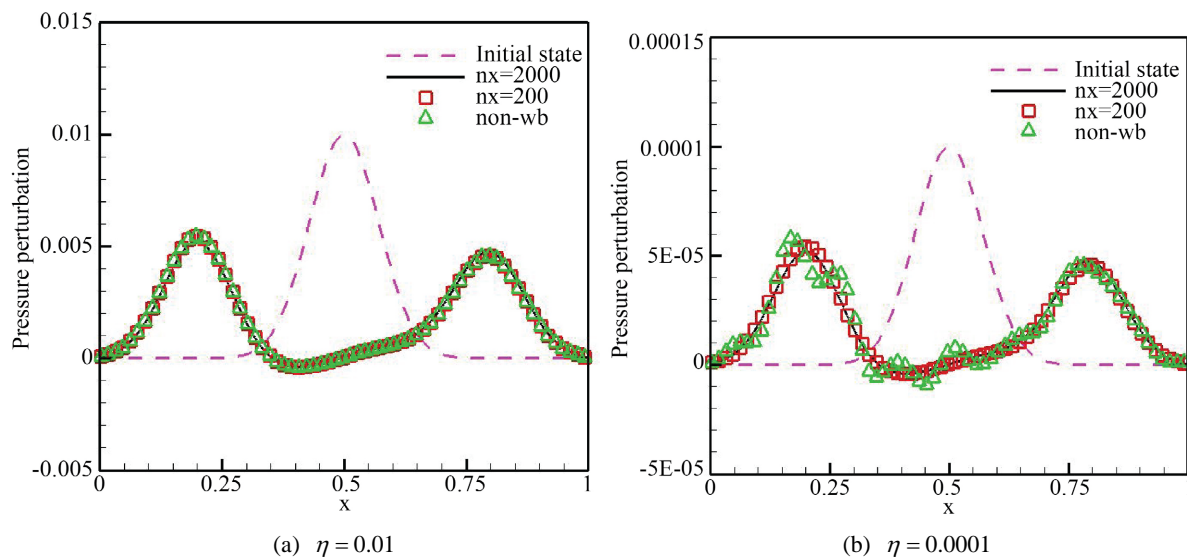 0.015
0.01
0.005
0
-0.005
Pressure perturbation
Initial state
nx=2000
nx=200
non-wb
0
0.25
0.5
0.75
1
x
(a) η = 0.01
0.00015
0.0001
5E-05
0
-5E-05
Pressure perturbation
Initial state
nx=2000
nx=200
non-wb
0
0.25
0.5
0.75
x
(b) η = 0.0001